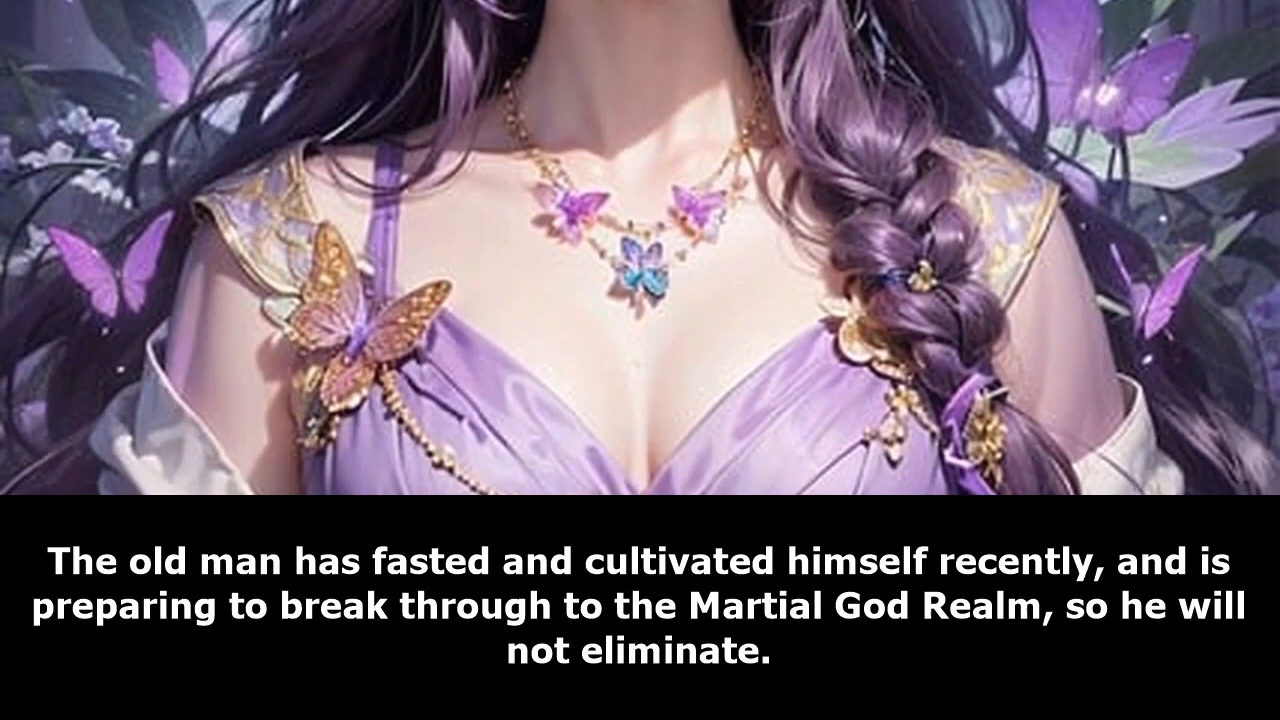 The old man has fasted and cultivated himself recently, and is
preparing to break through to the Martial God Realm, so he will
not eliminate.